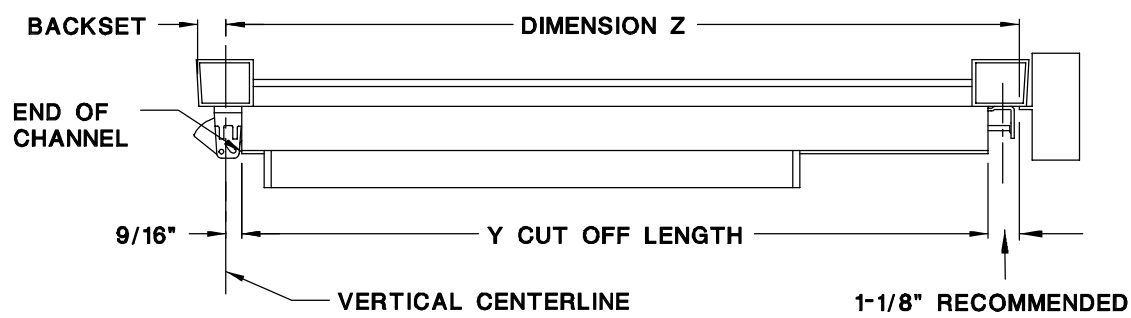 BACKSET
DIMENSION Z
END OF
CHANNEL
9/16"
Y CUT OFF LENGTH
VERTICAL CENTERLINE
1-1/8" RECOMMENDED